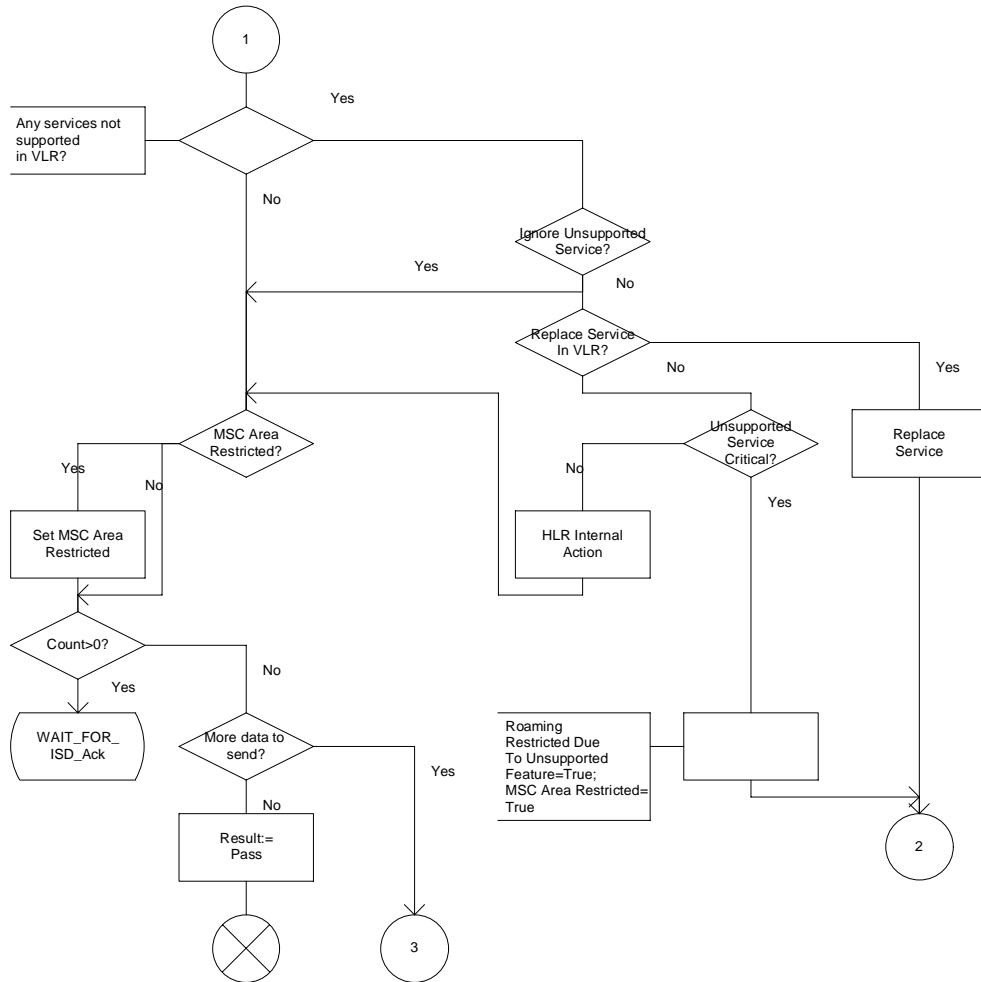 1
Yes
Any services not
supported
in VLR?
No
Ignore Unsupported
Service?
Yes
No
Replace Service
In VLR?
No
Yes
MSC Area
Restricted?
Unsupported
Service
Critical?
Replace
Service
Yes
No
No
Yes
Set MSC Area
Restricted
HLR Internal
Action
Count>0?
No
Yes
WAIT_FOR_
ISD_Ack
More data to
send?
Yes
Roaming
Restricted Due
To Unsupported
Feature=True;
MSC Area Restricted=
True
No
Result:=
Pass
2
3